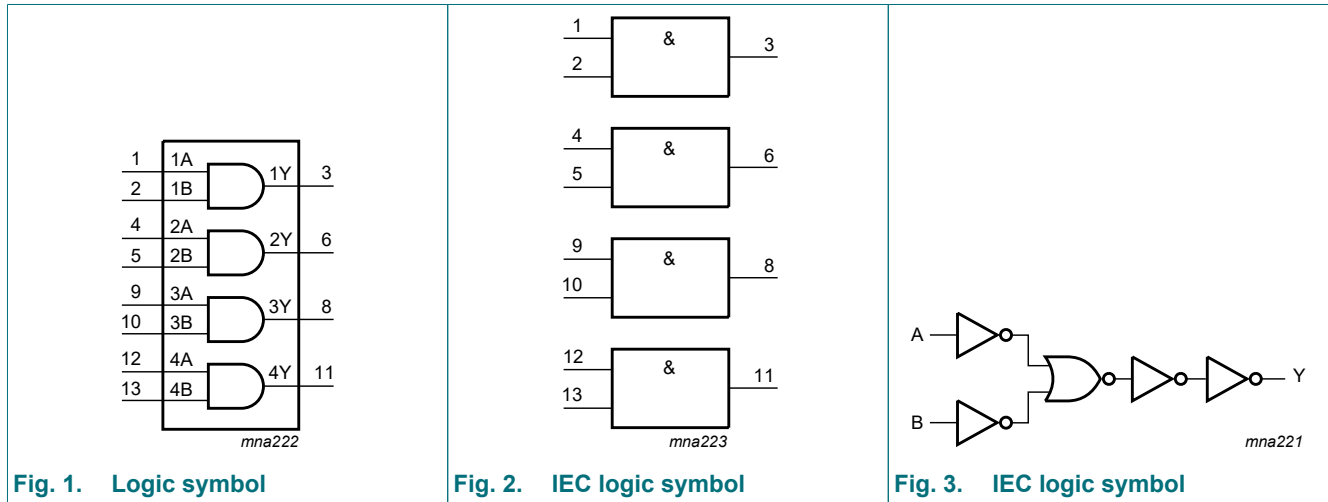 1 1A 1Y 3
2 1B
4 2A 2Y 6
5 2B
9 3A 3Y 8
10 3B
12 4A 4Y 11
13 4B
mna222
Fig. 1. Logic symbol
1 & 3
2
4 & 6
5
9 & 8
10
12 & 11
13
mna223
Fig. 2. IEC logic symbol
A
Y
B
mna221
Fig. 3. IEC logic symbol